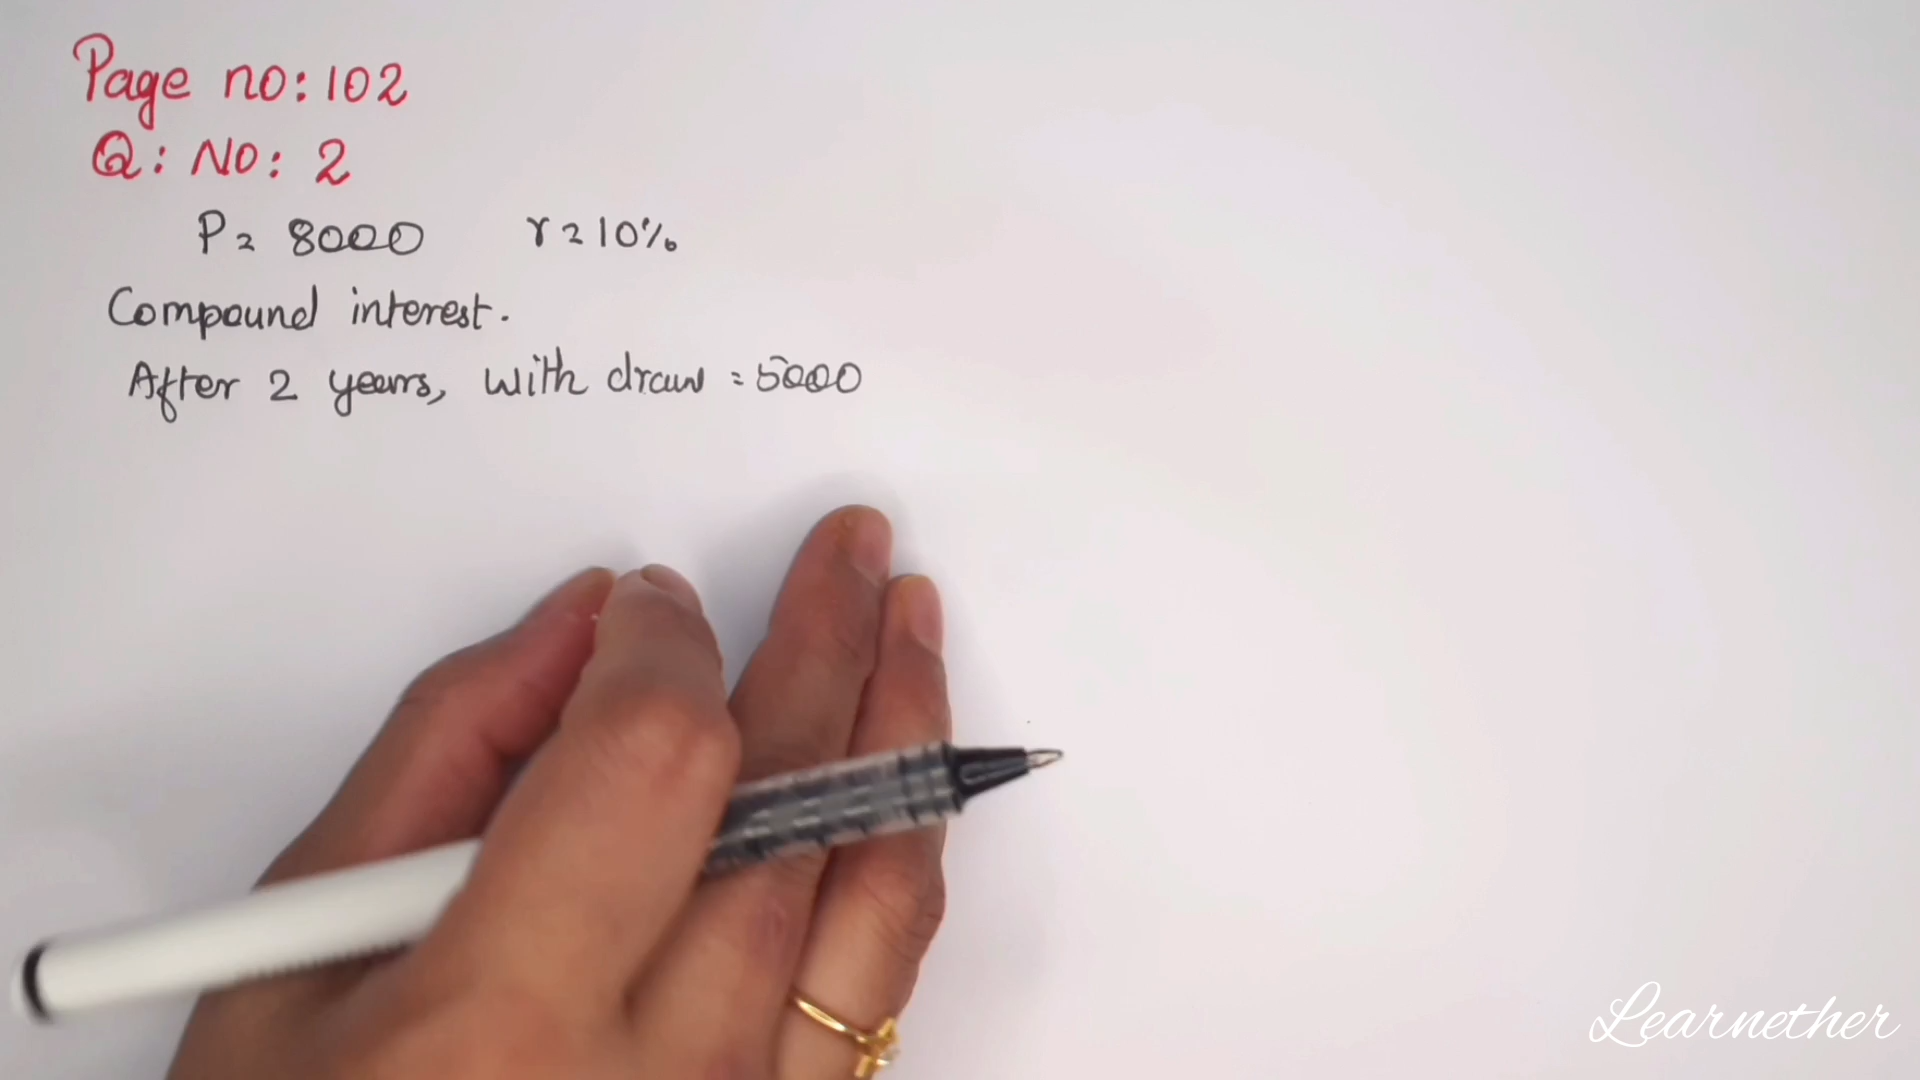 Page no: 102
Q: NO: 2
P = 8000 r = 10%
Compound interest.
After 2 years, with draw = 5000
Learnether